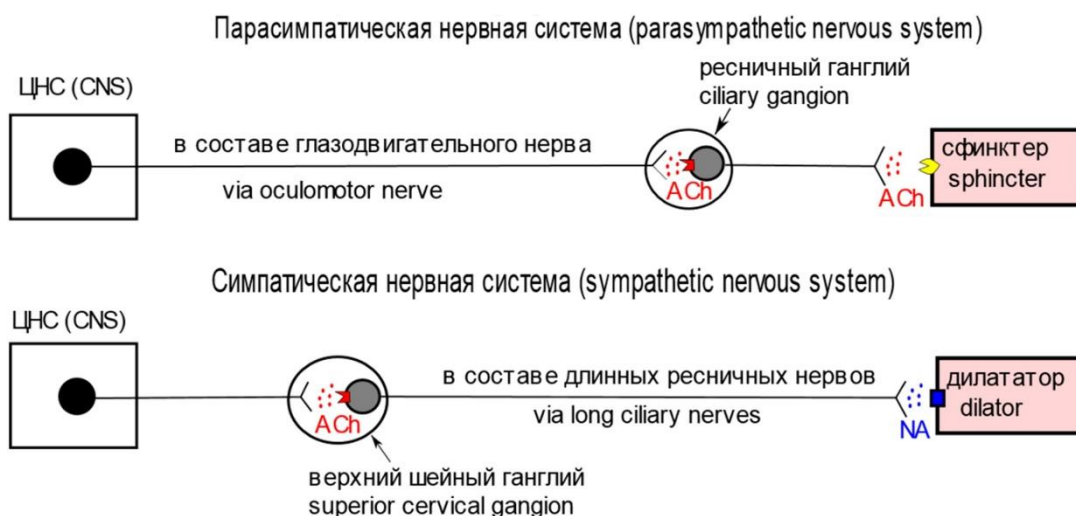 Парасимпатическая нервная система (parasympathetic nervous system)
ЦНС (CNS)
ресничный ганглий
ciliary gangion
в составе глазодвигательного нерва
via oculomotor nerve
ACh
ACh
сфинктер
sphincter
Симпатическая нервная система (sympathetic nervous system)
ЦНС (CNS)
в составе длинных ресничных нервов
via long ciliary nerves
ACh
NA
дилататор
dilator
верхний шейный ганглий
superior cervical gangion